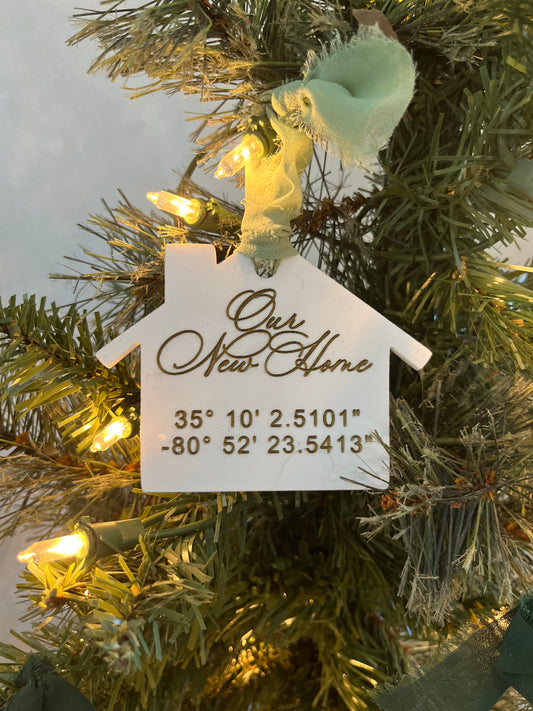 Our
New Home
35° 10' 2.5101"
-80° 52' 23.5413"